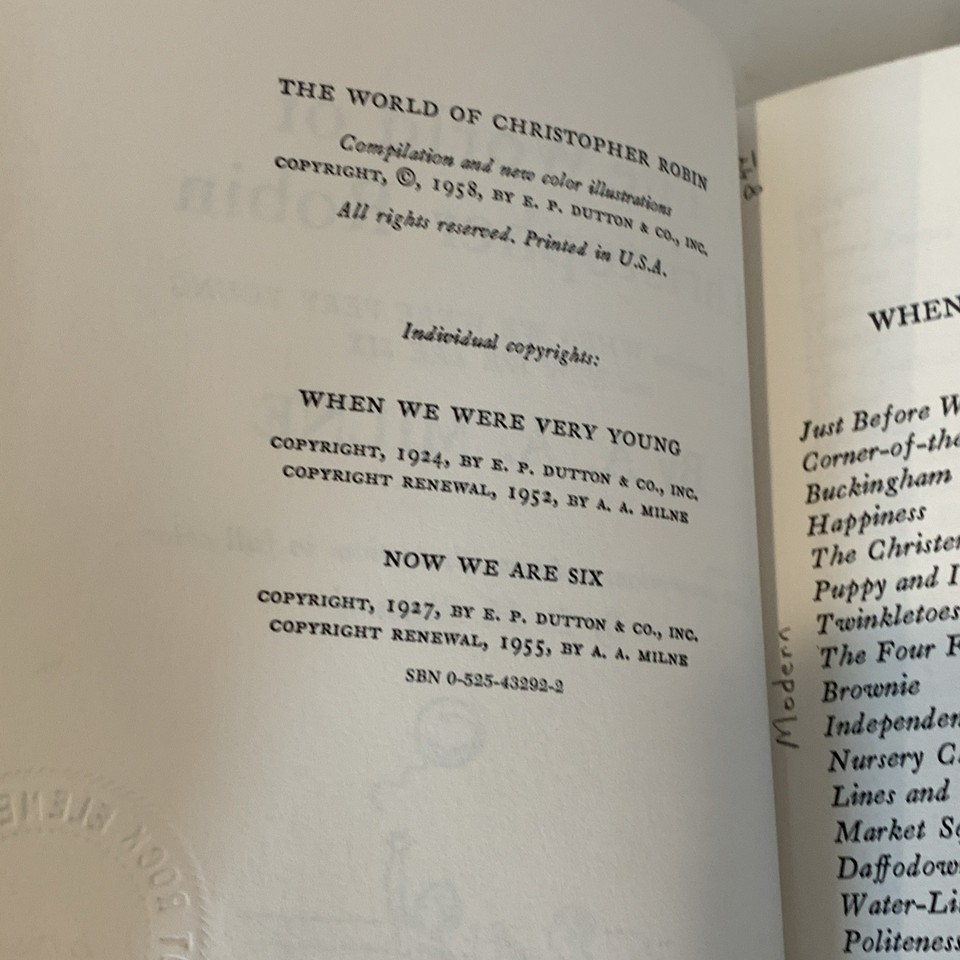 THE WORLD OF CHRISTOPHER ROBIN
Compilation and new color illustrations
COPYRIGHT, ©, 1958, BY E. P. DUTTON & CO., INC.
All rights reserved. Printed in U.S.A.
Individual copyrights:
WHEN WE WERE VERY YOUNG
COPYRIGHT, 1924, BY E. P. DUTTON & CO., INC.
COPYRIGHT RENEWAL, 1952, BY A. A. MILNE
NOW WE ARE SIX
COPYRIGHT, 1927, BY E. P. DUTTON & CO., INC.
COPYRIGHT RENEWAL, 1955, BY A. A. MILNE
SBN 0-525-43292-2
WHEN
Just Before W
Corner-of-the
Buckingham
Happiness
The Christen
Puppy and I
Twinkletoes
The Four F
Brownie
Independen
Nursery C
Lines and
Market Sq
Daffodow
Water-Li
Politeness
Modern